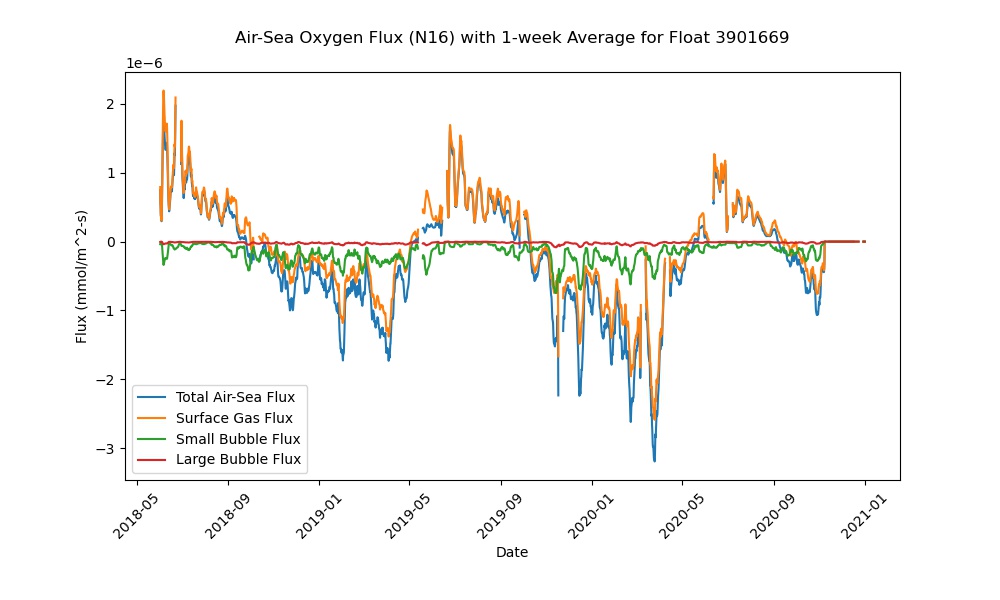 Air-Sea Oxygen Flux (N16) with 1-week Average for Float 3901669
1e−6
2
1
0
−1
−2
−3
Flux (mmol/m^2-s)
Total Air-Sea Flux
Surface Gas Flux
Small Bubble Flux
Large Bubble Flux
2018-05
2018-09
2019-01
2019-05
2019-09
2020-01
2020-05
2020-09
2021-01
Date